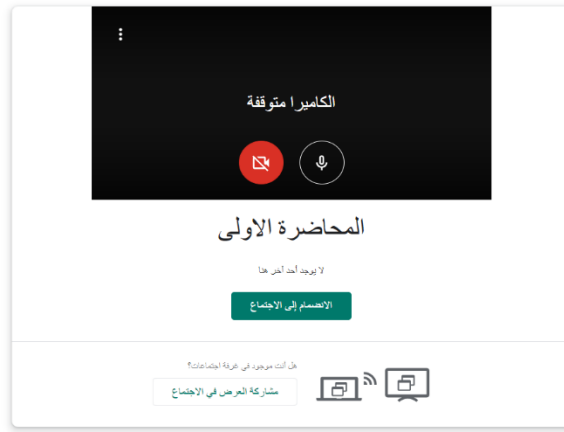 الكاميرا متوقفة
المحاضرة الاولى
لا يوجد أحد آخر هنا
الانضمام إلى الاجتماع
هل أنت موجود في غرفة اجتماعات؟
مشاركة العرض في الاجتماع